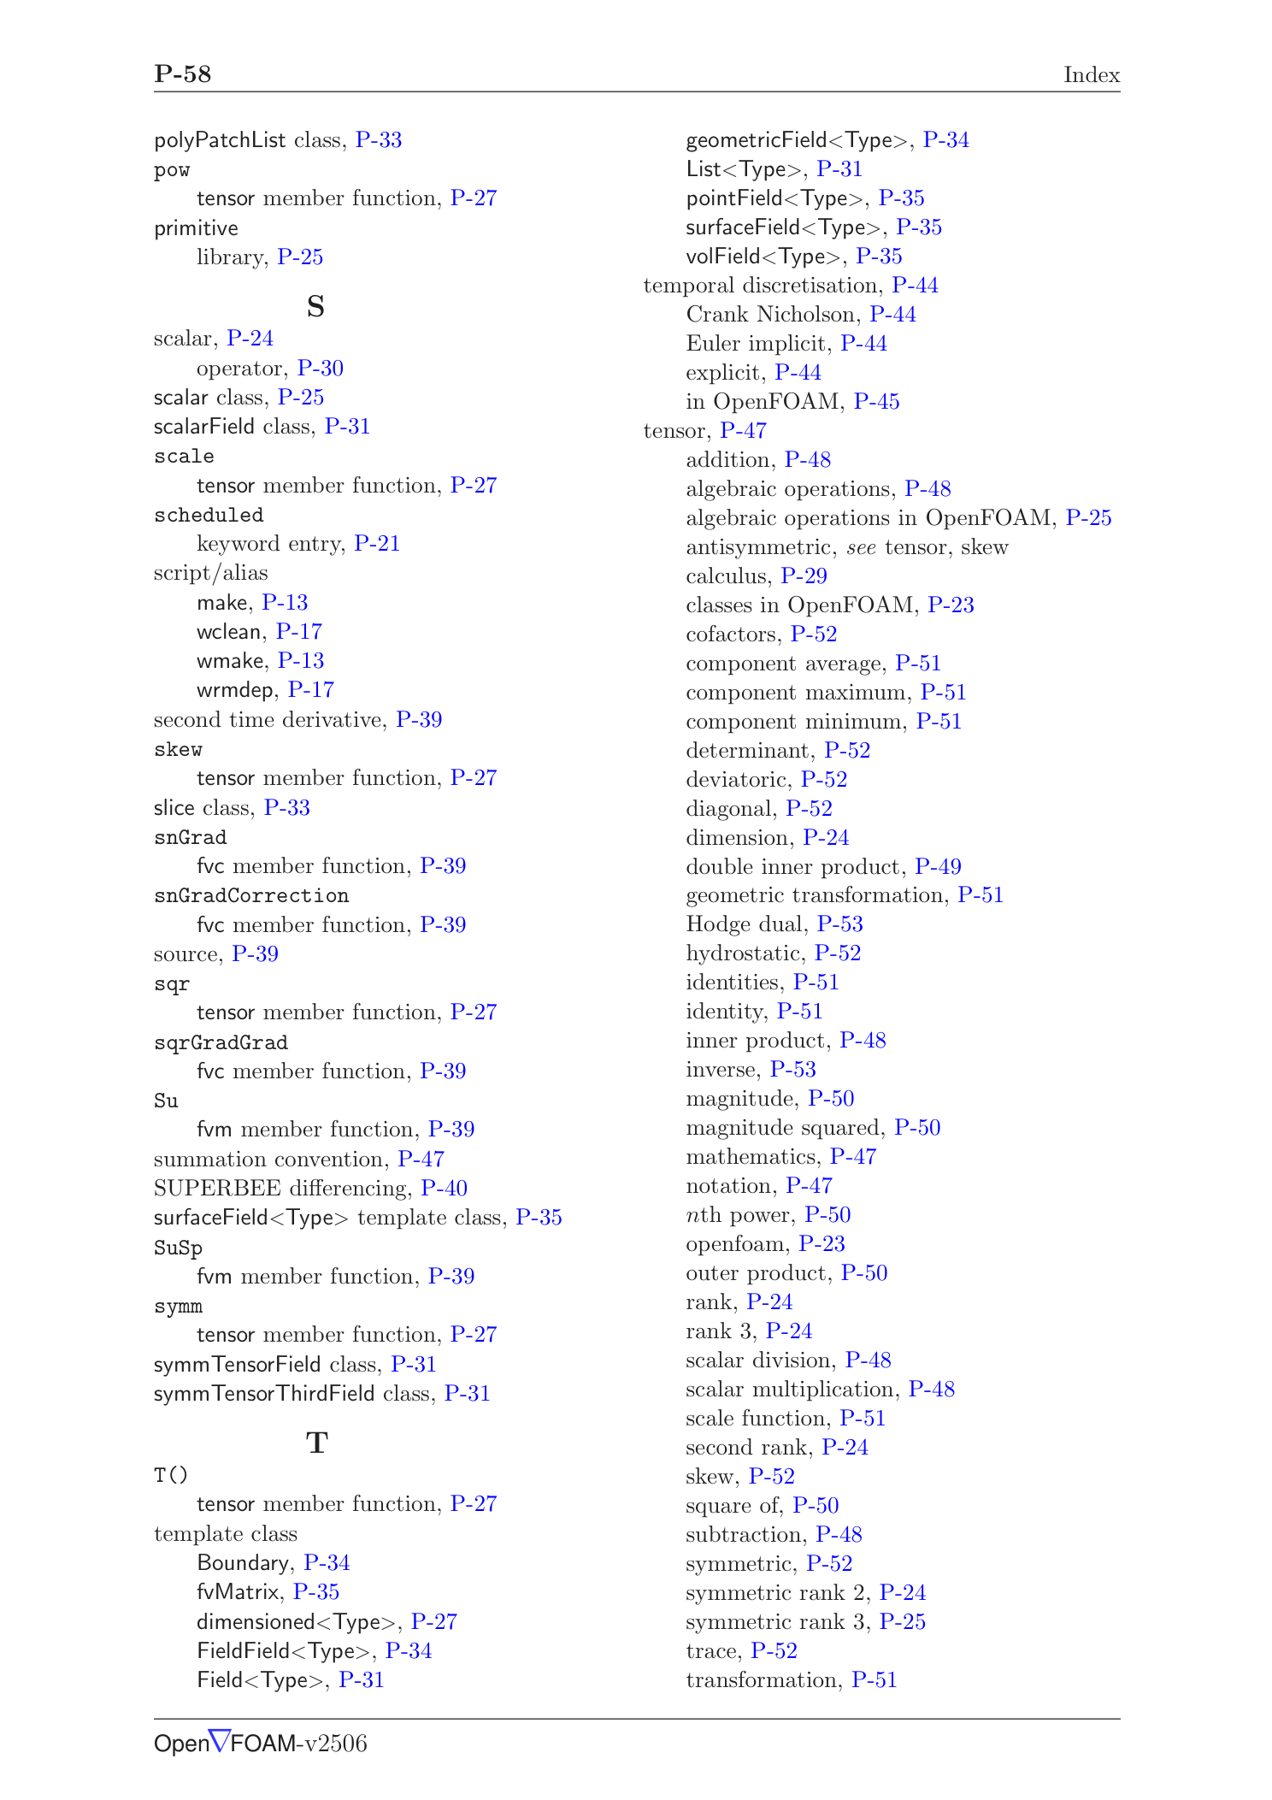 P-58 Index
polyPatchList class, P-33
pow
tensor member function, P-27
primitive
library, P-25
S
scalar, P-24
operator, P-30
scalar class, P-25
scalarField class, P-31
scale
tensor member function, P-27
scheduled
keyword entry, P-21
script/alias
make, P-13
wclean, P-17
wmake, P-13
wrmdep, P-17
second time derivative, P-39
skew
tensor member function, P-27
slice class, P-33
snGrad
fvc member function, P-39
snGradCorrection
fvc member function, P-39
source, P-39
sqr
tensor member function, P-27
sqrGradGrad
fvc member function, P-39
Su
fvm member function, P-39
summation convention, P-47
SUPERBEE differencing, P-40
surfaceField<Type> template class, P-35
SuSp
fvm member function, P-39
symm
tensor member function, P-27
symmTensorField class, P-31
symmTensorThirdField class, P-31
T
T()
tensor member function, P-27
template class
Boundary, P-34
fvMatrix, P-35
dimensioned<Type>, P-27
FieldField<Type>, P-34
Field<Type>, P-31
geometricField<Type>, P-34
List<Type>, P-31
pointField<Type>, P-35
surfaceField<Type>, P-35
volField<Type>, P-35
temporal discretisation, P-44
Crank Nicholson, P-44
Euler implicit, P-44
explicit, P-44
in OpenFOAM, P-45
tensor, P-47
addition, P-48
algebraic operations, P-48
algebraic operations in OpenFOAM, P-25
antisymmetric, see tensor, skew
calculus, P-29
classes in OpenFOAM, P-23
cofactors, P-52
component average, P-51
component maximum, P-51
component minimum, P-51
determinant, P-52
deviatoric, P-52
diagonal, P-52
dimension, P-24
double inner product, P-49
geometric transformation, P-51
Hodge dual, P-53
hydrostatic, P-52
identities, P-51
identity, P-51
inner product, P-48
inverse, P-53
magnitude, P-50
magnitude squared, P-50
mathematics, P-47
notation, P-47
nth power, P-50
openfoam, P-23
outer product, P-50
rank, P-24
rank 3, P-24
scalar division, P-48
scalar multiplication, P-48
scale function, P-51
second rank, P-24
skew, P-52
square of, P-50
subtraction, P-48
symmetric, P-52
symmetric rank 2, P-24
symmetric rank 3, P-25
trace, P-52
transformation, P-51
Open▽FOAM-v2506